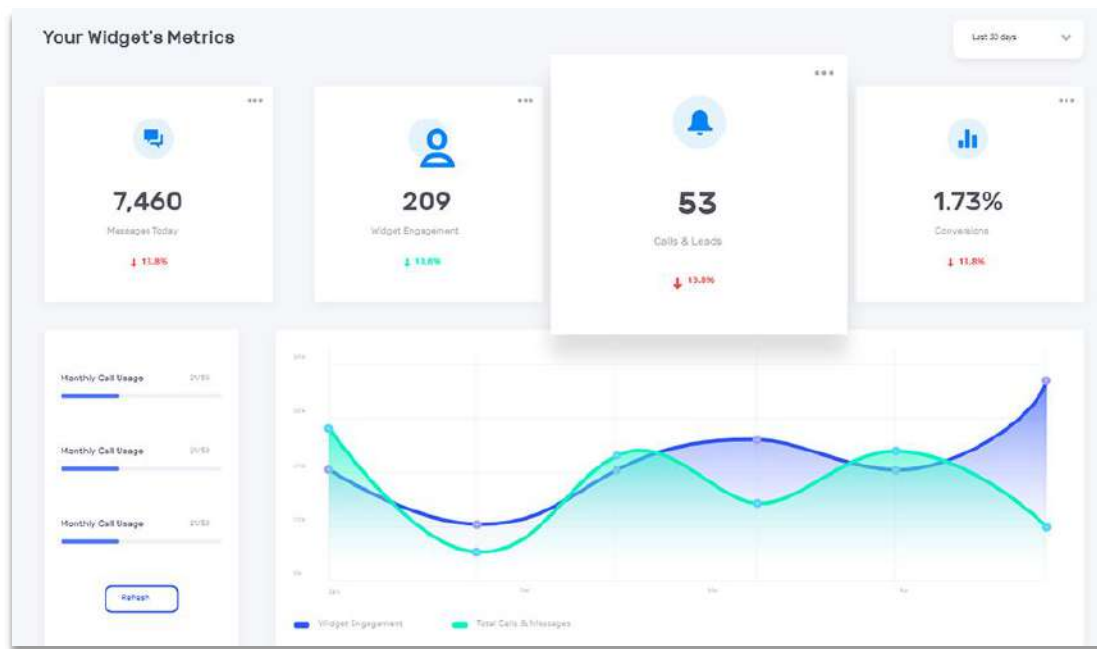 Your Widget's Metrics
Last 30 days
7,460
Messages Today
↓ 11.8%
209
Widget Engagement
↓ 13.8%
53
Calls & Leads
↓ 13.8%
1.73%
Conversions
↓ 11.8%
Monthly Call Usage
Monthly Call Usage
Monthly Call Usage
Refresh
Widget Engagement
Total Calls & Messages